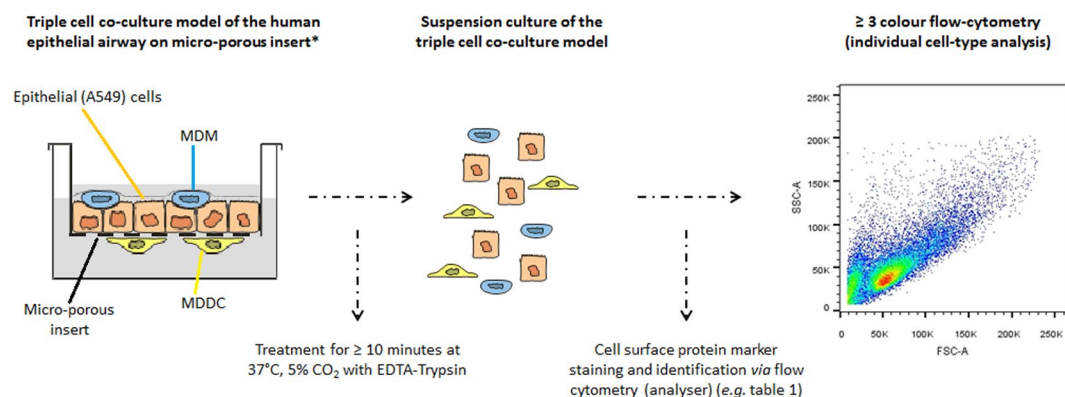 Triple cell co-culture model of the human
epithelial airway on micro-porous insert*
Suspension culture of the
triple cell co-culture model
≥ 3 colour flow-cytometry
(individual cell-type analysis)
Epithelial (A549) cells
MDM
Micro-porous
insert
MDDC
Treatment for ≥ 10 minutes at
37°C, 5% CO₂ with EDTA-Trypsin
Cell surface protein marker
staining and identification via flow
cytometry (analyser) (e.g. table 1)
SSC-A
250K
200K
150K
100K
50K
0
0 50K 100K 150K 200K 250K
FSC-A